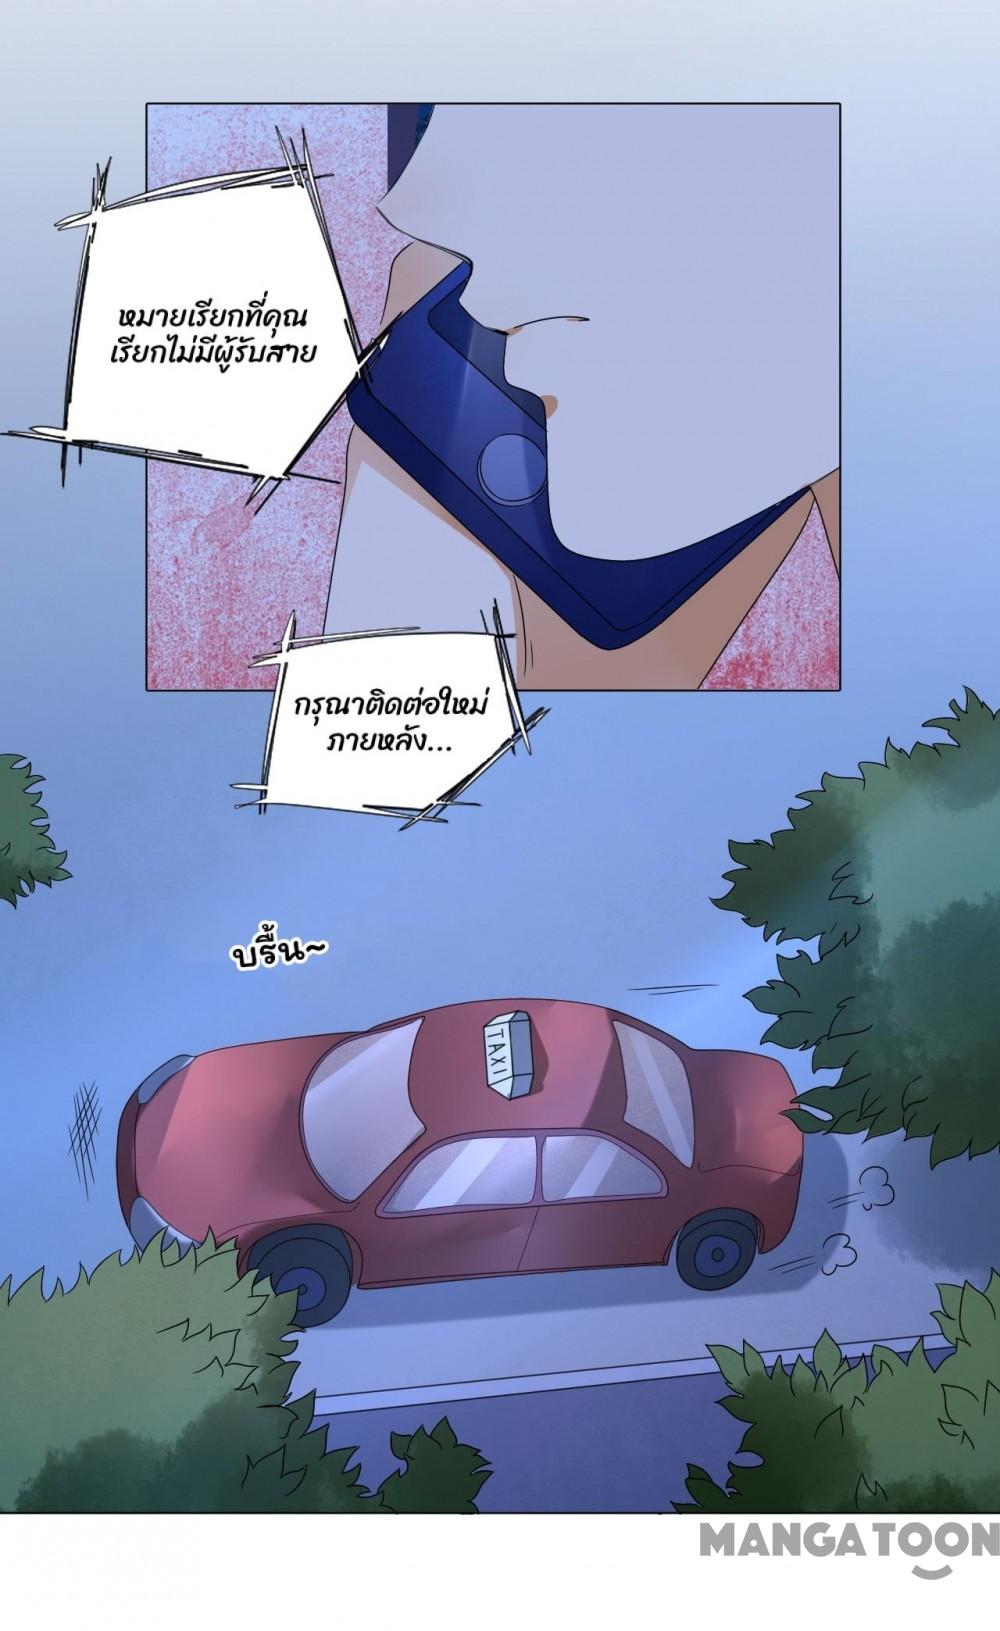 หมายเรียกที่คุณ
เรียกไม่มีผู้รับสาย
กรุณาติดต่อใหม่
ภายหลัง...
บรื้น~
TAXI
MANGATOON